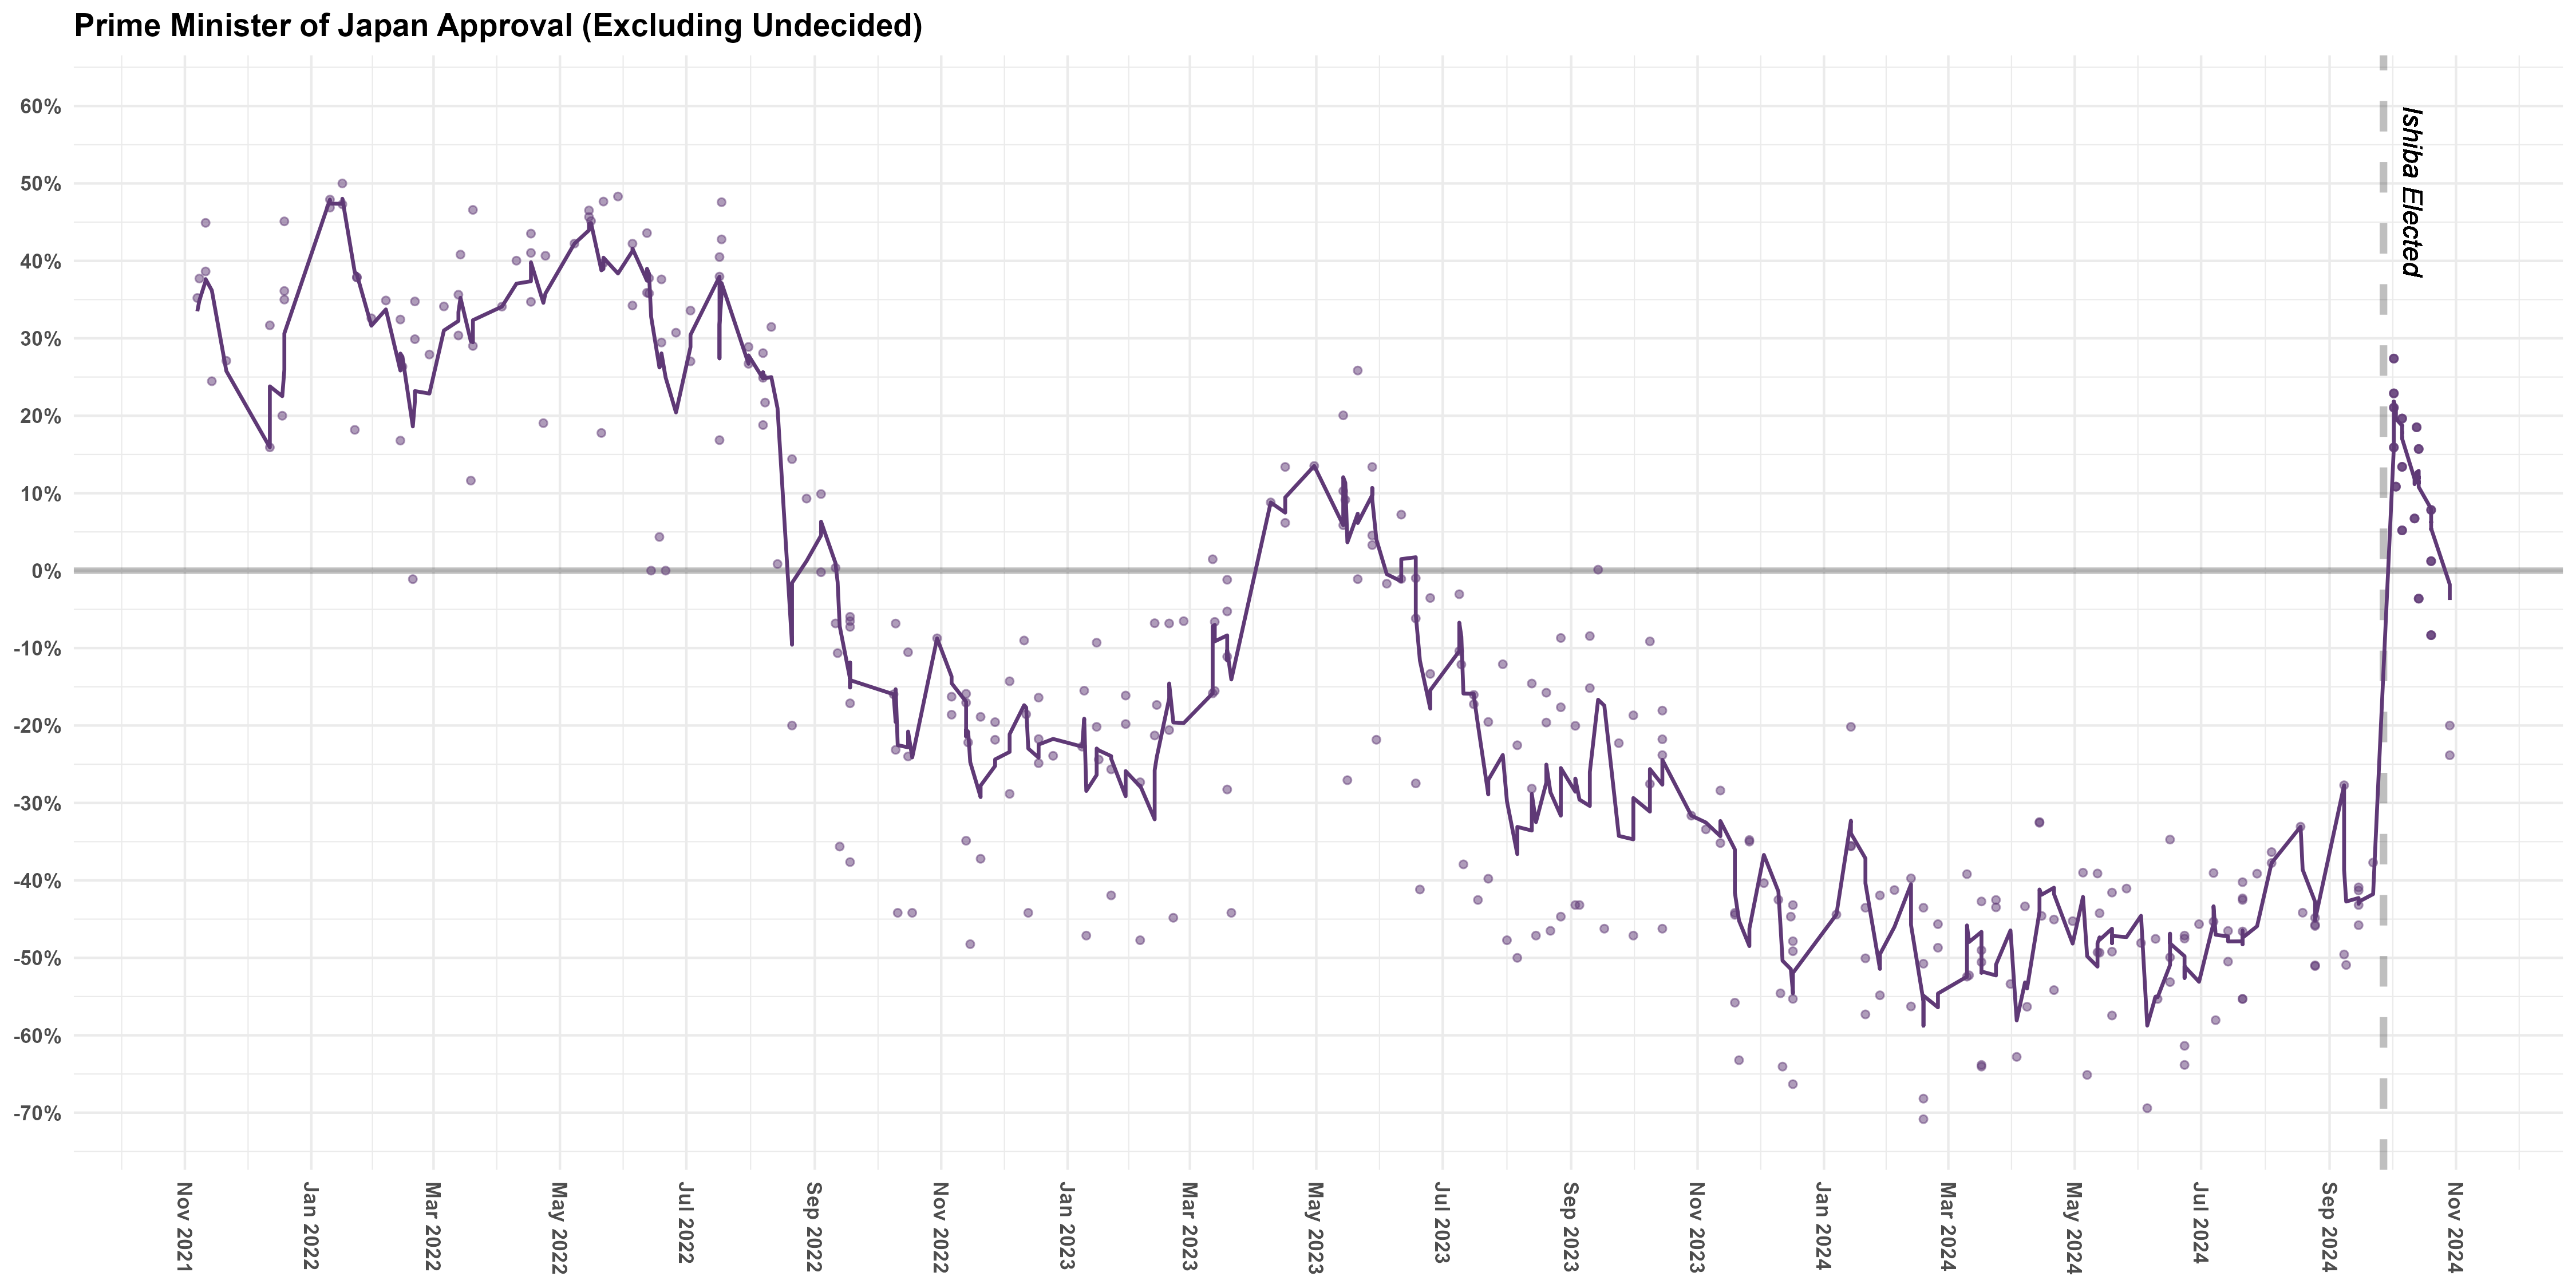 Prime Minister of Japan Approval (Excluding Undecided)
60%
50%
40%
30%
20%
10%
0%
-10%
-20%
-30%
-40%
-50%
-60%
-70%
Ishiba Elected
Nov 2021
Jan 2022
Mar 2022
May 2022
Jul 2022
Sep 2022
Nov 2022
Jan 2023
Mar 2023
May 2023
Jul 2023
Sep 2023
Nov 2023
Jan 2024
Mar 2024
May 2024
Jul 2024
Sep 2024
Nov 2024